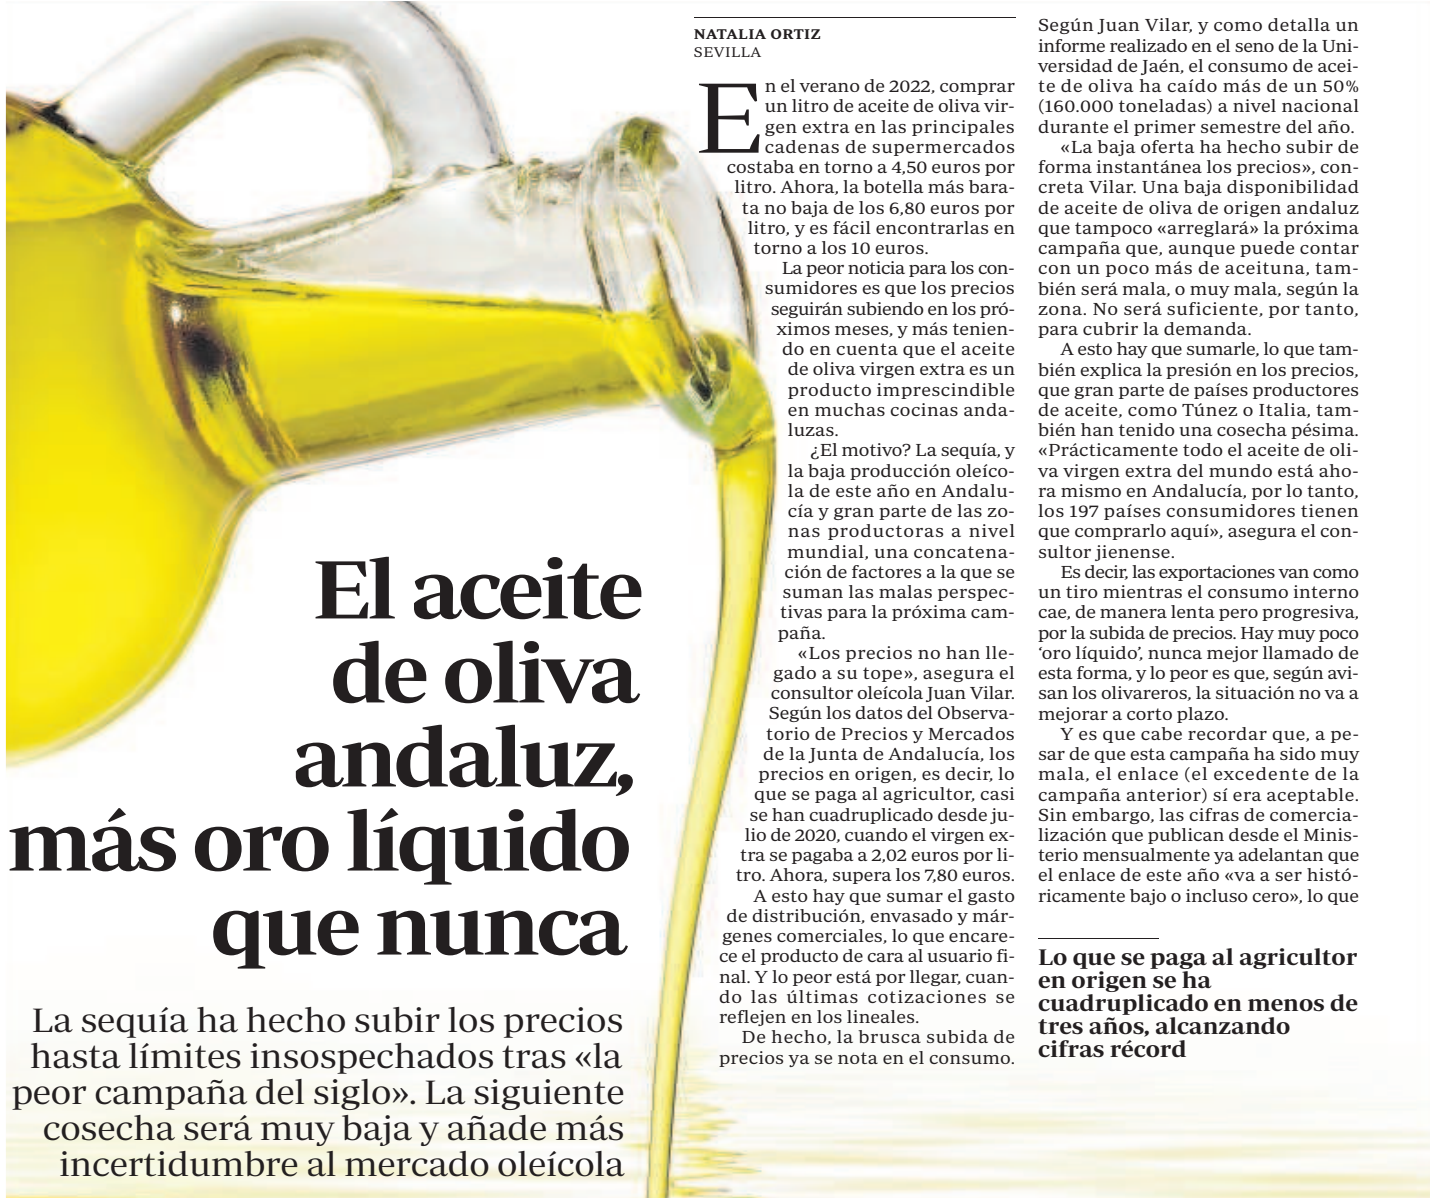 El aceite
de oliva
andaluz,
más oro líquido
que nunca
La sequía ha hecho subir los precios
hasta límites insospechados tras «la
peor campaña del siglo». La siguiente
cosecha será muy baja y añade más
incertidumbre al mercado oleícola
NATALIA ORTIZ
SEVILLA
En el verano de 2022, comprar
un litro de aceite de oliva vir-
gen extra en las principales
cadenas de supermercados
costaba en torno a 4,50 euros por
litro. Ahora, la botella más bara-
ta no baja de los 6,80 euros por
litro, y es fácil encontrarlas en
torno a los 10 euros.
La peor noticia para los con-
sumidores es que los precios
seguirán subiendo en los pró-
ximos meses, y más tenien-
do en cuenta que el aceite
de oliva virgen extra es un
producto imprescindible
en muchas cocinas anda-
luzas.
¿El motivo? La sequía, y
la baja producción oleíco-
la de este año en Andalu-
cía y gran parte de las zo-
nas productoras a nivel
mundial, una concatena-
ción de factores a la que se
suman las malas perspec-
tivas para la próxima cam-
paña.
«Los precios no han lle-
gado a su tope», asegura el
consultor oleícola Juan Vilar.
Según los datos del Observa-
torio de Precios y Mercados
de la Junta de Andalucía, los
precios en origen, es decir, lo
que se paga al agricultor, casi
se han cuadruplicado desde ju-
lio de 2020, cuando el virgen ex-
tra se pagaba a 2,02 euros por li-
tro. Ahora, supera los 7,80 euros.
A esto hay que sumar el gasto
de distribución, envasado y már-
genes comerciales, lo que encare-
ce el producto de cara al usuario fi-
nal. Y lo peor está por llegar, cuan-
do las últimas cotizaciones se
reflejen en los lineales.
De hecho, la brusca subida de
precios ya se nota en el consumo.
Según Juan Vilar, y como detalla un
informe realizado en el seno de la Uni-
versidad de Jaén, el consumo de acei-
te de oliva ha caído más de un 50%
(160.000 toneladas) a nivel nacional
durante el primer semestre del año.
«La baja oferta ha hecho subir de
forma instantánea los precios», con-
creta Vilar. Una baja disponibilidad
de aceite de oliva de origen andaluz
que tampoco «arreglará» la próxima
campaña que, aunque puede contar
con un poco más de aceituna, tam-
bién será mala, o muy mala, según la
zona. No será suficiente, por tanto,
para cubrir la demanda.
A esto hay que sumarle, lo que tam-
bién explica la presión en los precios,
que gran parte de países productores
de aceite, como Túnez o Italia, tam-
bién han tenido una cosecha pésima.
«Prácticamente todo el aceite de oli-
va virgen extra del mundo está aho-
ra mismo en Andalucía, por lo tanto,
los 197 países consumidores tienen
que comprarlo aquí», asegura el con-
sultor jienense.
Es decir, las exportaciones van como
un tiro mientras el consumo interno
cae, de manera lenta pero progresiva,
por la subida de precios. Hay muy poco
‘oro líquido’, nunca mejor llamado de
esta forma, y lo peor es que, según avi-
san los olivareros, la situación no va a
mejorar a corto plazo.
Y es que cabe recordar que, a pe-
sar de que esta campaña ha sido muy
mala, el enlace (el excedente de la
campaña anterior) sí era aceptable.
Sin embargo, las cifras de comercia-
lización que publican desde el Minis-
terio mensualmente ya adelantan que
el enlace de este año «va a ser histó-
ricamente bajo o incluso cero», lo que
Lo que se paga al agricultor
en origen se ha
cuadruplicado en menos de
tres años, alcanzando
cifras récord